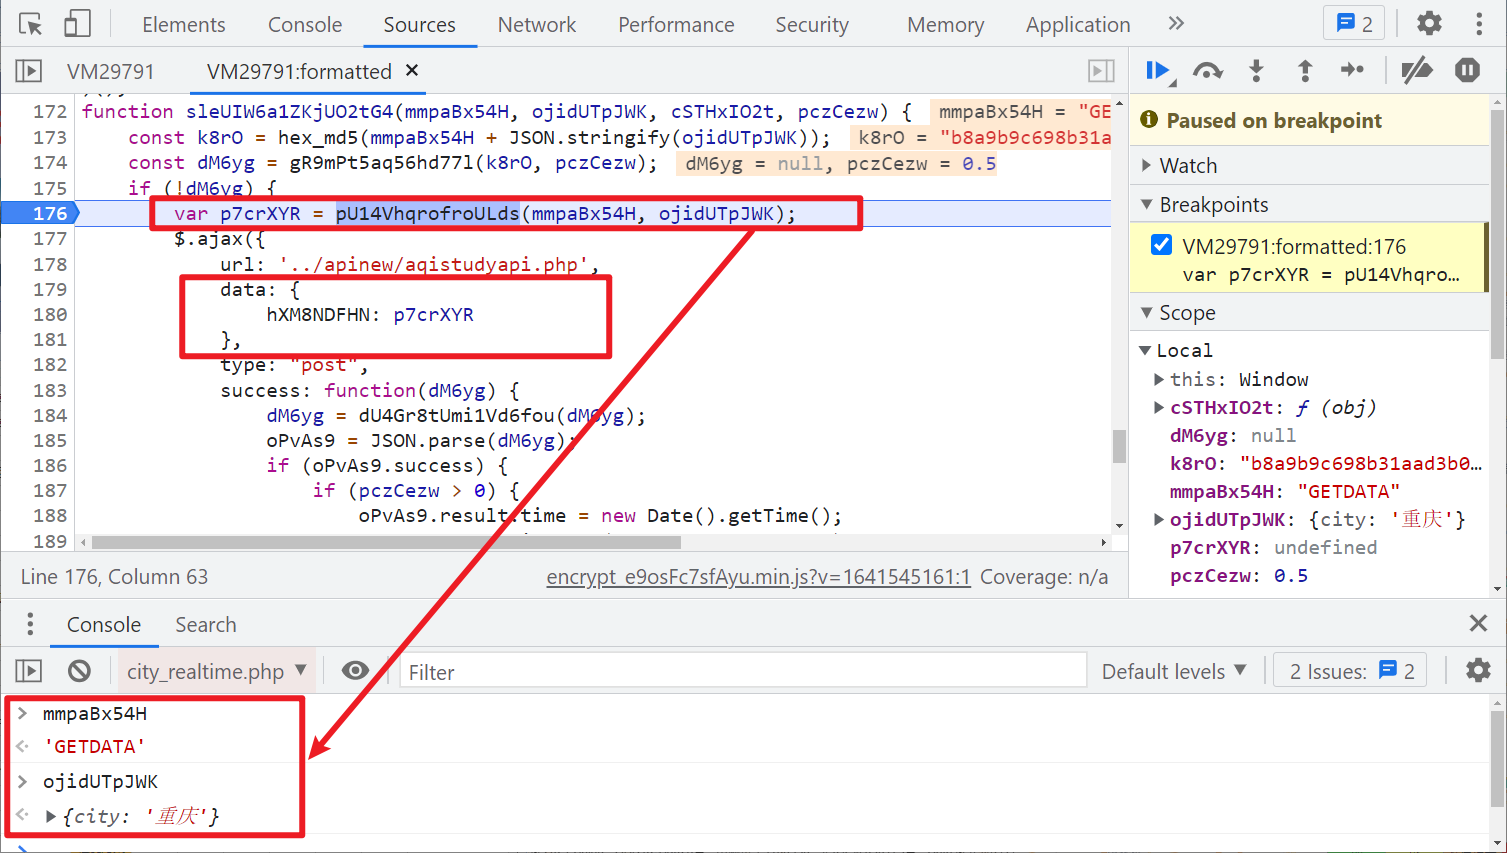 Elements Console Sources Network Performance Security Memory Application » 2
VM29791 VM29791:formatted ×
172 function sleUIW6a1ZKjUO2tG4(mmpaBx54H, ojidUTpJWK, cSTHxIO2t, pczCezw) { mmpaBx54H = "GE
173 const k8rO = hex_md5(mmpaBx54H + JSON.stringify(ojidUTpJWK)); k8rO = "b8a9b9c698b31a
174 const dM6yg = gR9mPt5aq56hd77l(k8rO, pczCezw); dM6yg = null, pczCezw = 0.5
175 if (!dM6yg) {
176 var p7crXYR = pU14VhqrofroULds(mmpaBx54H, ojidUTpJWK);
177 $.ajax({
178 url: '../apinew/aqistudyapi.php',
179 data: {
180 hXM8NDFHN: p7crXYR
181 },
182 type: "post",
183 success: function(dM6yg) {
184 dM6yg = dU4Gr8tUmi1Vd6fou(dM6yg);
185 oPvAs9 = JSON.parse(dM6yg);
186 if (oPvAs9.success) {
187 if (pczCezw > 0) {
188 oPvAs9.result.time = new Date().getTime();
189
Line 176, Column 63 encrypt_e9osFc7sfAyu.min.js?v=1641545161:1 Coverage: n/a
Paused on breakpoint
Watch
Breakpoints
VM29791:formatted:176
var p7crXYR = pU14Vhqro…
Scope
Local
this: Window
cSTHxIO2t: ƒ (obj)
dM6yg: null
k8rO: "b8a9b9c698b31aad3b0…
mmpaBx54H: "GETDATA"
ojidUTpJWK: {city: '重庆'}
p7crXYR: undefined
pczCezw: 0.5
Console Search
city_realtime.php Filter Default levels 2 Issues: 2
> mmpaBx54H
'GETDATA'
> ojidUTpJWK
{city: '重庆'}